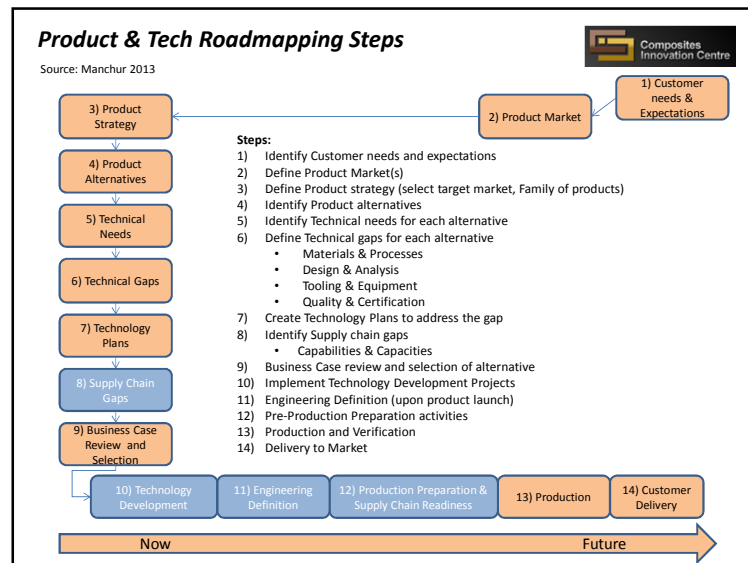 Product & Tech Roadmapping Steps
Composites
Innovation Centre
Source: Manchur 2013
1) Customer
needs &
Expectations
2) Product Market
3) Product
Strategy
4) Product
Alternatives
5) Technical
Needs
6) Technical Gaps
7) Technology
Plans
8) Supply Chain
Gaps
9) Business Case
Review and
Selection
Steps:
1) Identify Customer needs and expectations
2) Define Product Market(s)
3) Define Product strategy (select target market, Family of products)
4) Identify Product alternatives
5) Identify Technical needs for each alternative
6) Define Technical gaps for each alternative
• Materials & Processes
• Design & Analysis
• Tooling & Equipment
• Quality & Certification
7) Create Technology Plans to address the gap
8) Identify Supply chain gaps
• Capabilities & Capacities
9) Business Case review and selection of alternative
10) Implement Technology Development Projects
11) Engineering Definition (upon product launch)
12) Pre-Production Preparation activities
13) Production and Verification
14) Delivery to Market
10) Technology
Development
11) Engineering
Definition
12) Production Preparation &
Supply Chain Readiness
13) Production
14) Customer
Delivery
Now
Future